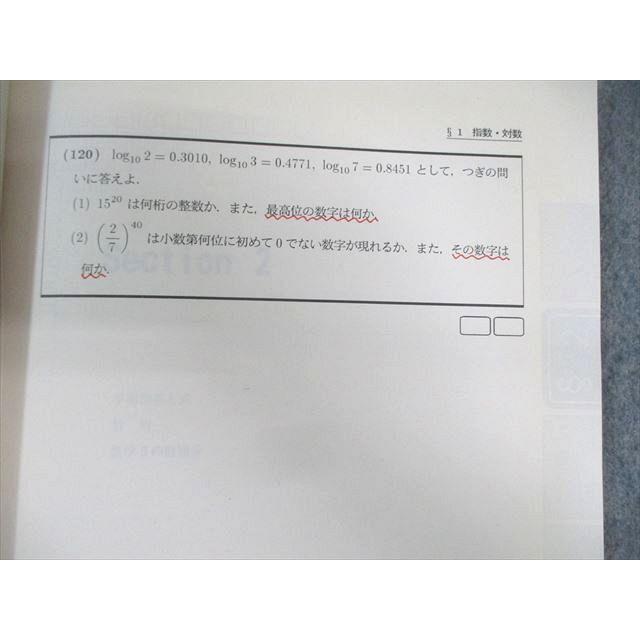 §1 指数・対数
(120) log₁₀ 2 = 0.3010, log₁₀ 3 = 0.4771, log₁₀ 7 = 0.8451 として，つぎの問
いに答えよ．
(1) 15²⁰ は何桁の整数か．また，最高位の数字は何か．
(2) (2/7)⁴⁰ は小数第何位に初めて0でない数字が現れるか．また，その数字は
何か．
Section 2